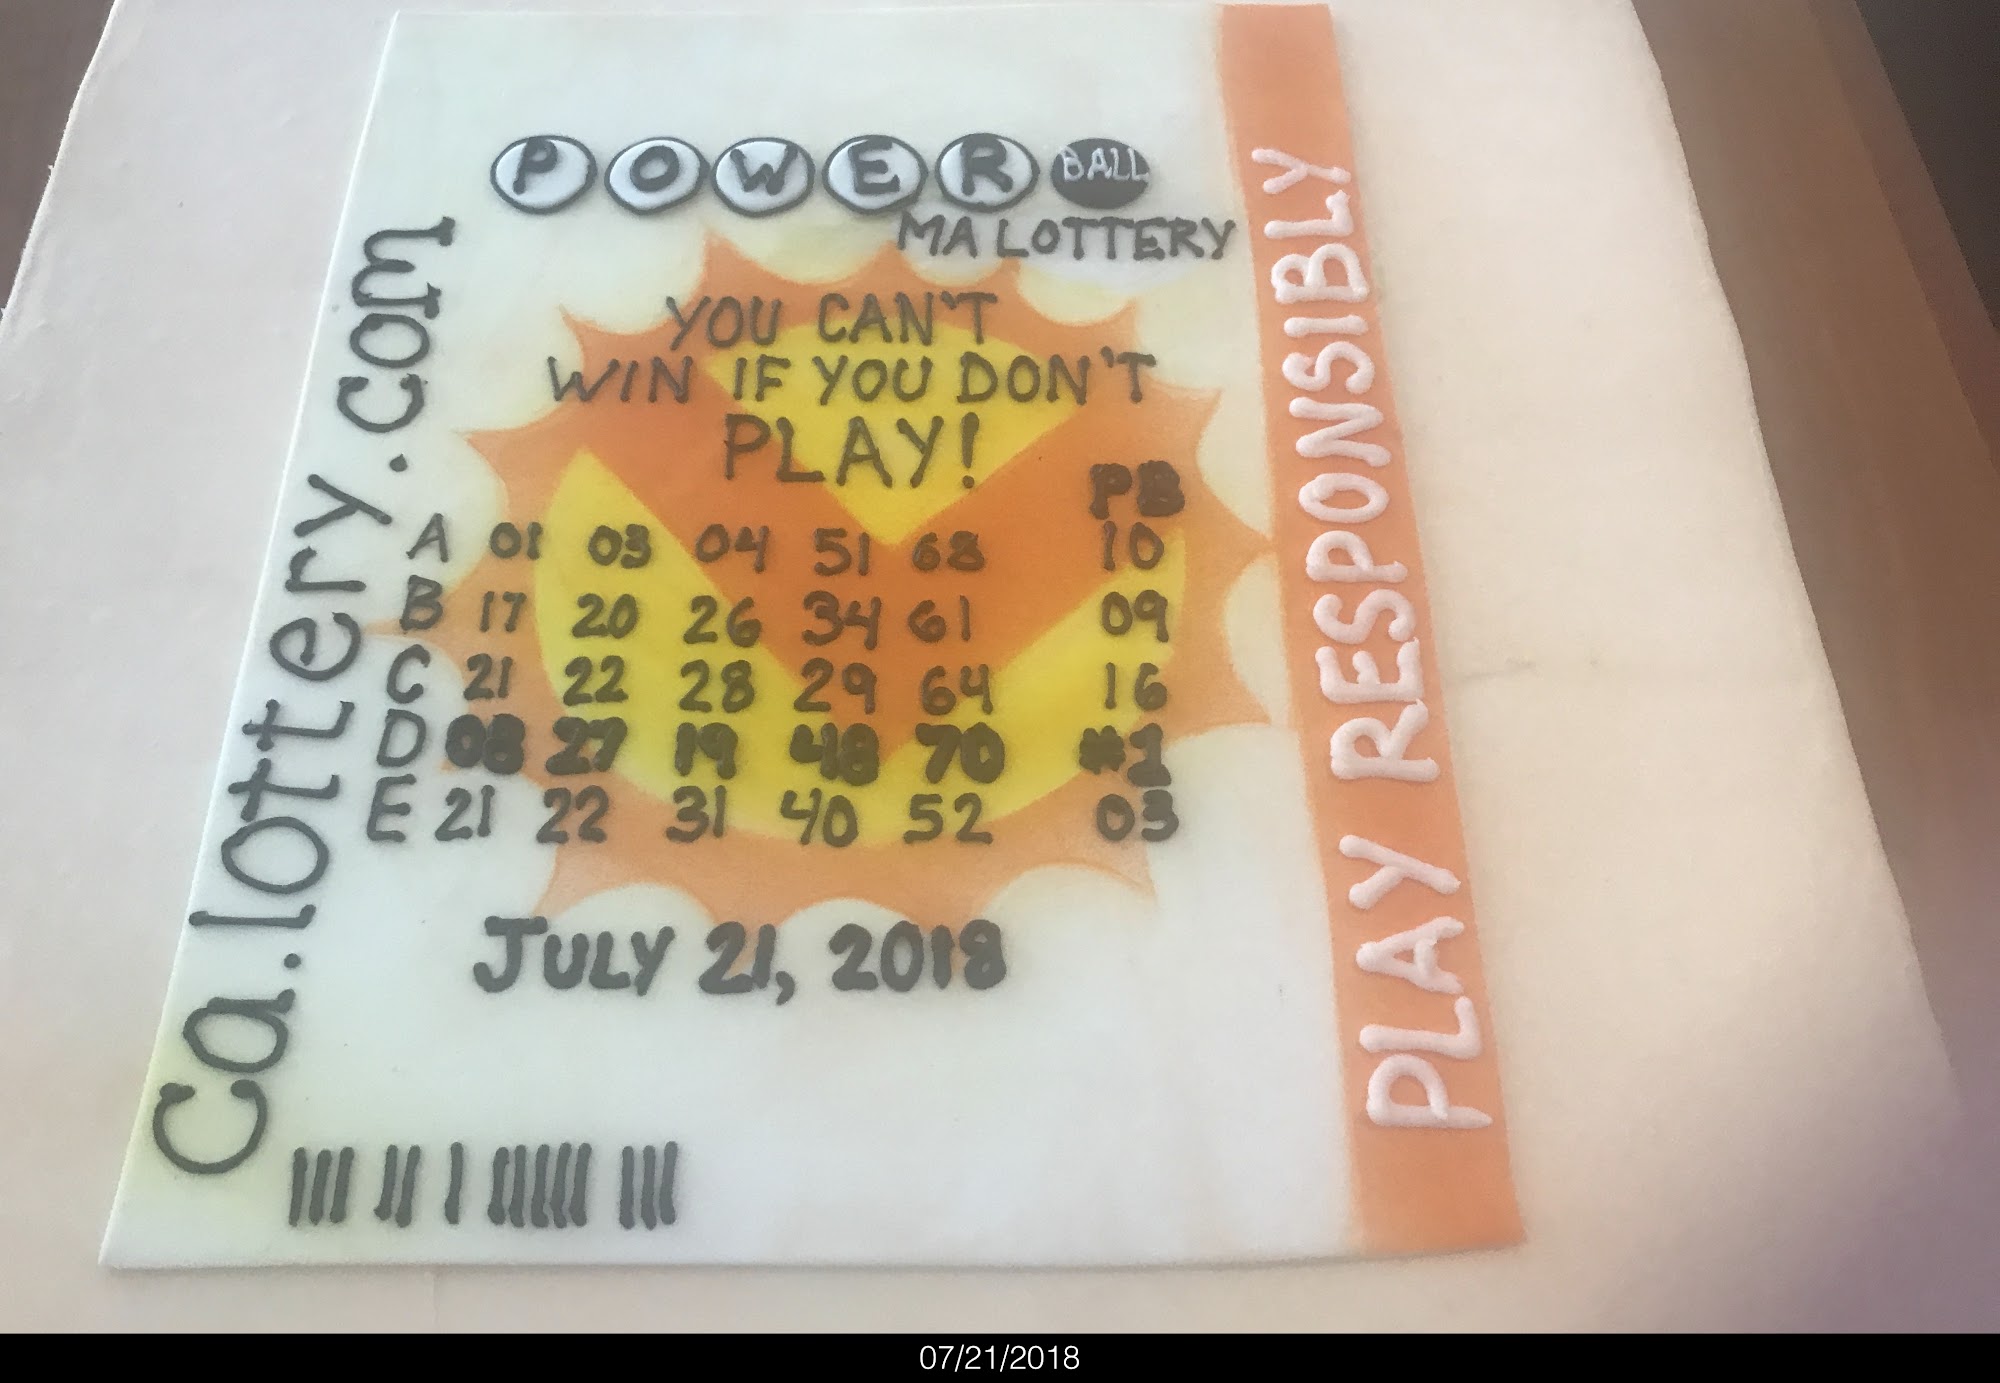 POWER BALL
MA LOTTERY
YOU CAN'T
WIN IF YOU DON'T
PLAY!
PB
A 01 03 04 51 68 10
B 17 20 26 34 61 09
C 21 22 28 29 64 16
D 08 27 19 48 70 #1
E 21 22 31 40 52 03
JULY 21, 2018
ca.lottery.com
PLAY RESPONSIBLY
07/21/2018